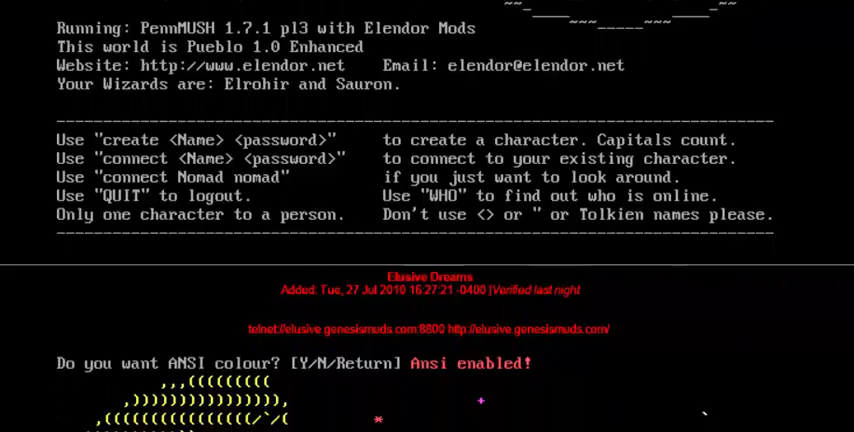 Running: PennMUSH 1.7.1 pl3 with Elendor Mods
This world is Pueblo 1.0 Enhanced
Website: http://www.elendor.net    Email: elendor@elendor.net
Your Wizards are: Elrohir and Sauron.
Use "create <Name> <password>"    to create a character. Capitals count.
Use "connect <Name> <password>"    to connect to your existing character.
Use "connect Nomad nomad"    if you just want to look around.
Use "QUIT" to logout.    Use "WHO" to find out who is online.
Only one character to a person.    Don't use <> or " or Tolkien names please.
Elusive Dreams
Added: Tue, 27 Jul 2010 16:27:21 -0400 [Verified last night
telnet://elusive.genesismuds.com:8800 http://elusive.genesismuds.com/
Do you want ANSI colour? [Y/N/Return] Ansi enabled!